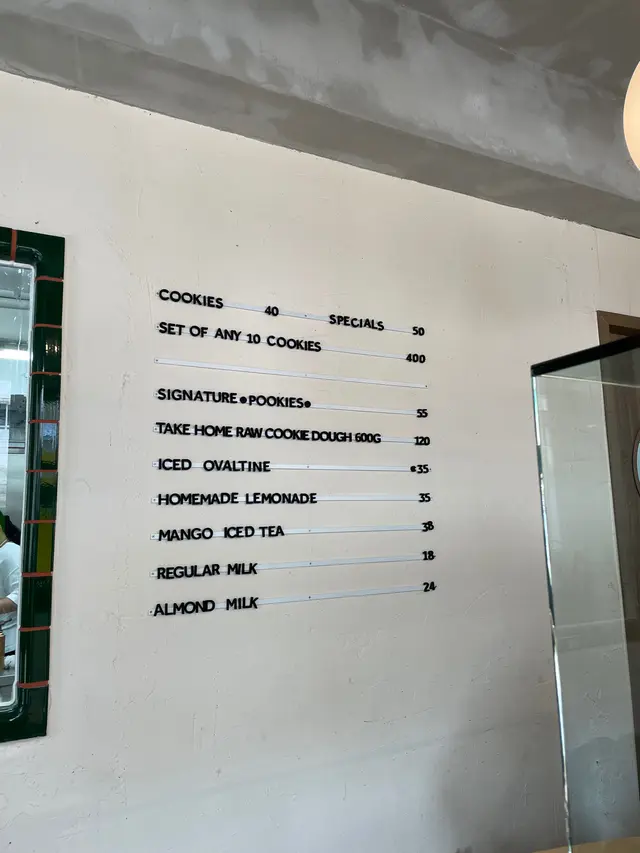 COOKIES 40 SPECIALS 50
SET OF ANY 10 COOKIES 400
SIGNATURE •POOKIES• 55
TAKE HOME RAW COOKIE DOUGH 600G 120
ICED OVALTINE •35
HOMEMADE LEMONADE 35
MANGO ICED TEA 38
REGULAR MILK 18
ALMOND MILK 24